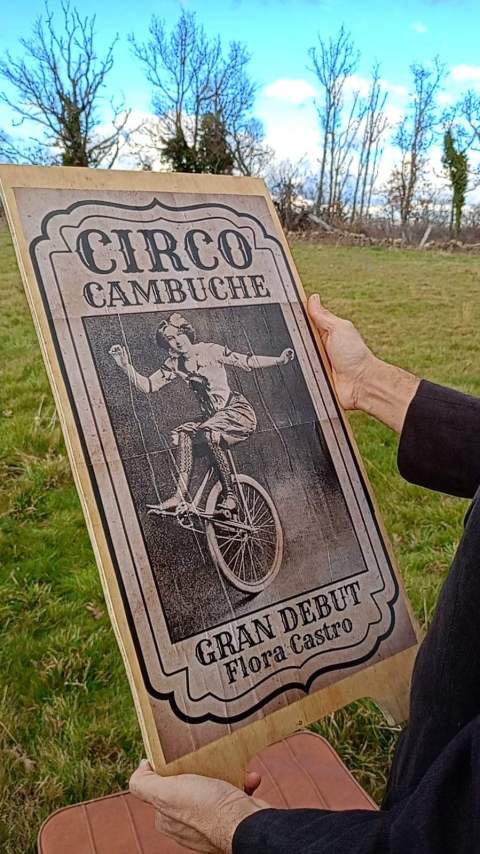 CIRCO
CAMBUCHE
GRAN DEBUT
Flora Castro